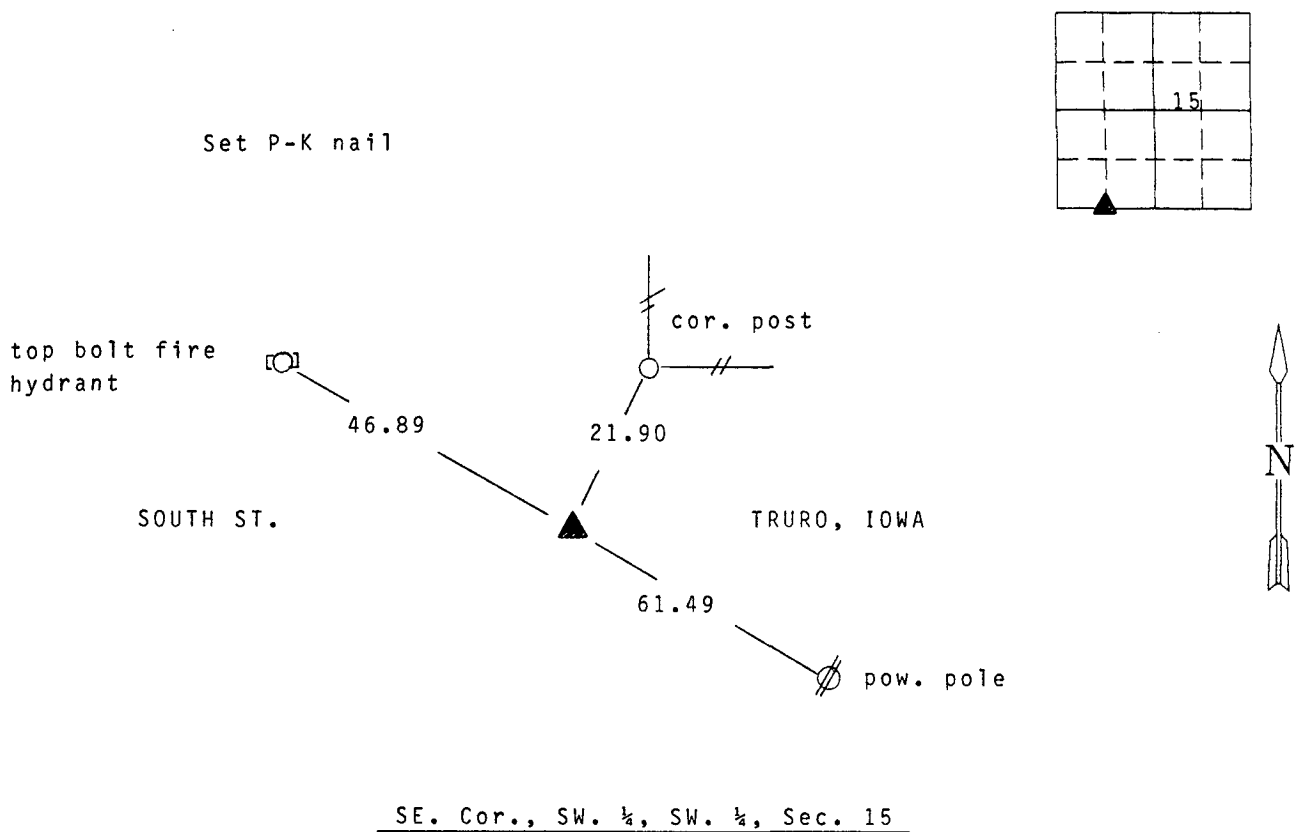 15
Set P-K nail
cor. post
top bolt fire
hydrant
46.89
21.90
N
SOUTH ST.
TRURO, IOWA
61.49
pow. pole
SE. Cor., SW. ¼, SW. ¼, Sec. 15